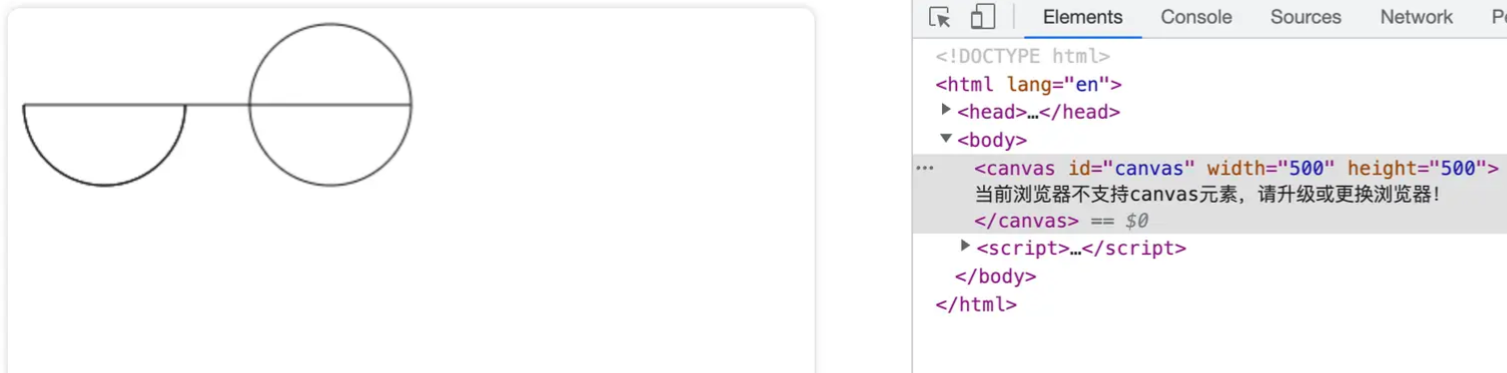 Elements Console Sources Network Pe
<!DOCTYPE html>
<html lang="en">
<head>…</head>
<body>
… <canvas id="canvas" width="500" height="500">
当前浏览器不支持canvas元素，请升级或更换浏览器！
</canvas> == $0
<script>…</script>
</body>
</html>